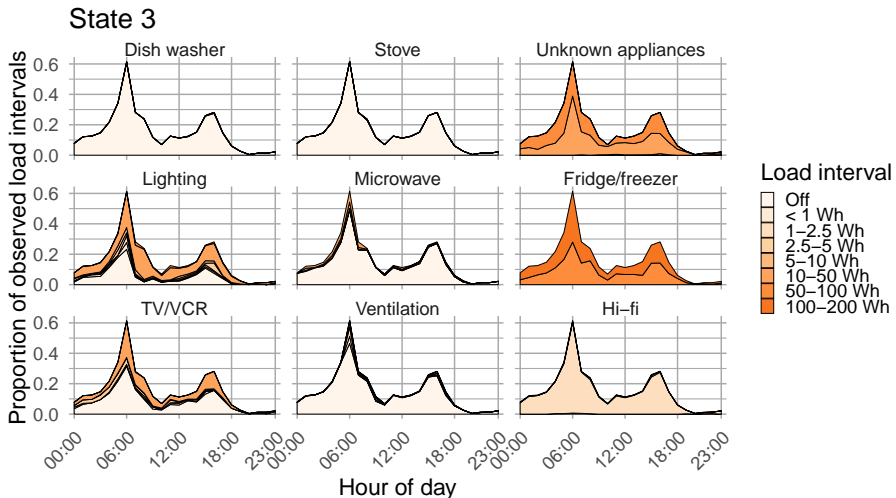 State 3
Dish washer
Stove
Unknown appliances
0.6
0.4
0.2
0.0
Lighting
Microwave
Fridge/freezer
0.6
0.4
0.2
0.0
TV/VCR
Ventilation
Hi−fi
0.6
0.4
0.2
0.0
00:00
06:00
12:00
18:00
23:00
00:00
06:00
12:00
18:00
23:00
00:00
06:00
12:00
18:00
23:00
Hour of day
Proportion of observed load intervals
Load interval
Off
< 1 Wh
1−2.5 Wh
2.5−5 Wh
5−10 Wh
10−50 Wh
50−100 Wh
100−200 Wh